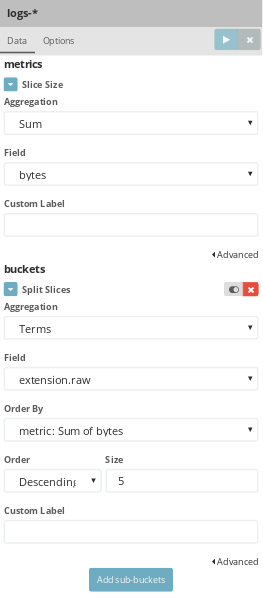 logs-*
Data Options
metrics
Slice Size
Aggregation
Sum
Field
bytes
Custom Label
Advanced
buckets
Split Slices
Aggregation
Terms
Field
extension.raw
Order By
metric: Sum of bytes
Order Size
Descending 5
Custom Label
Advanced
Add sub-buckets